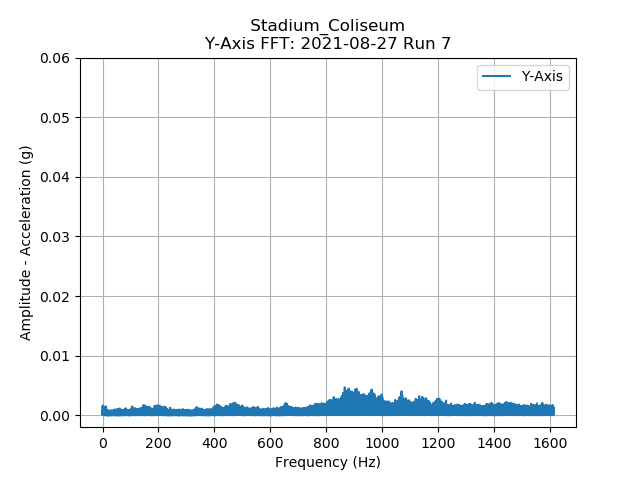 Stadium_Coliseum
Y-Axis FFT: 2021-08-27 Run 7
Y-Axis
Amplitude - Acceleration (g)
0.06
0.05
0.04
0.03
0.02
0.01
0.00
0 200 400 600 800 1000 1200 1400 1600
Frequency (Hz)